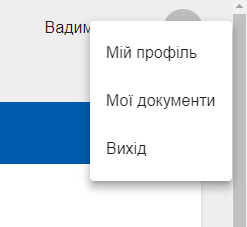 Вадим
Мій профіль
Мої документи
Вихід